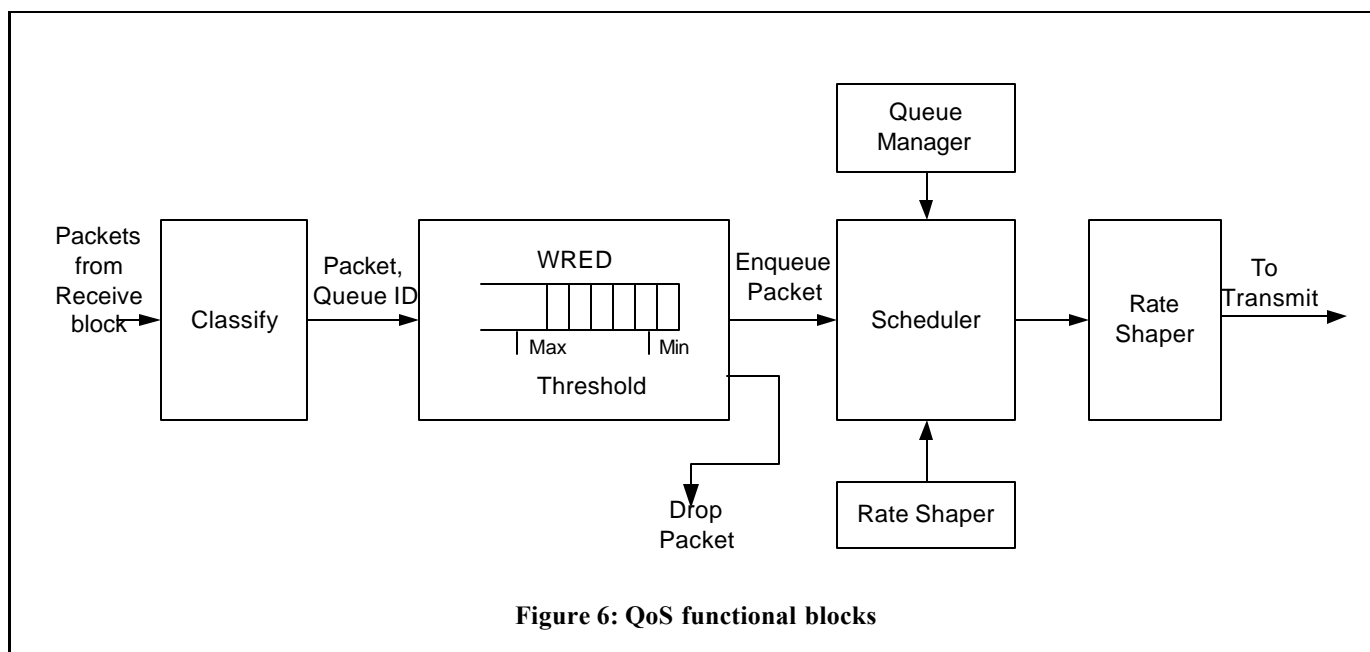 Queue
Manager
Packets
from
Receive
block
Classify
Packet,
Queue ID
WRED
Max
Min
Threshold
Enqueue
Packet
Scheduler
Rate
Shaper
To
Transmit
Drop
Packet
Rate Shaper
Figure 6: QoS functional blocks